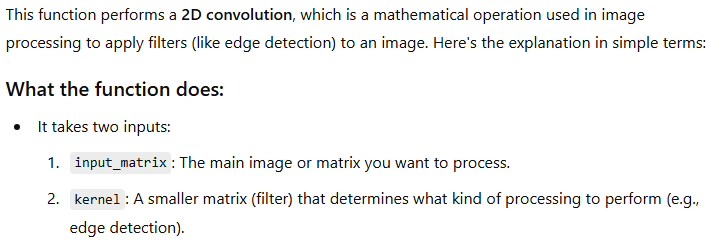 This function performs a 2D convolution, which is a mathematical operation used in image
processing to apply filters (like edge detection) to an image. Here's the explanation in simple terms:
What the function does:
• It takes two inputs:
1. input_matrix: The main image or matrix you want to process.
2. kernel: A smaller matrix (filter) that determines what kind of processing to perform (e.g.,
edge detection).